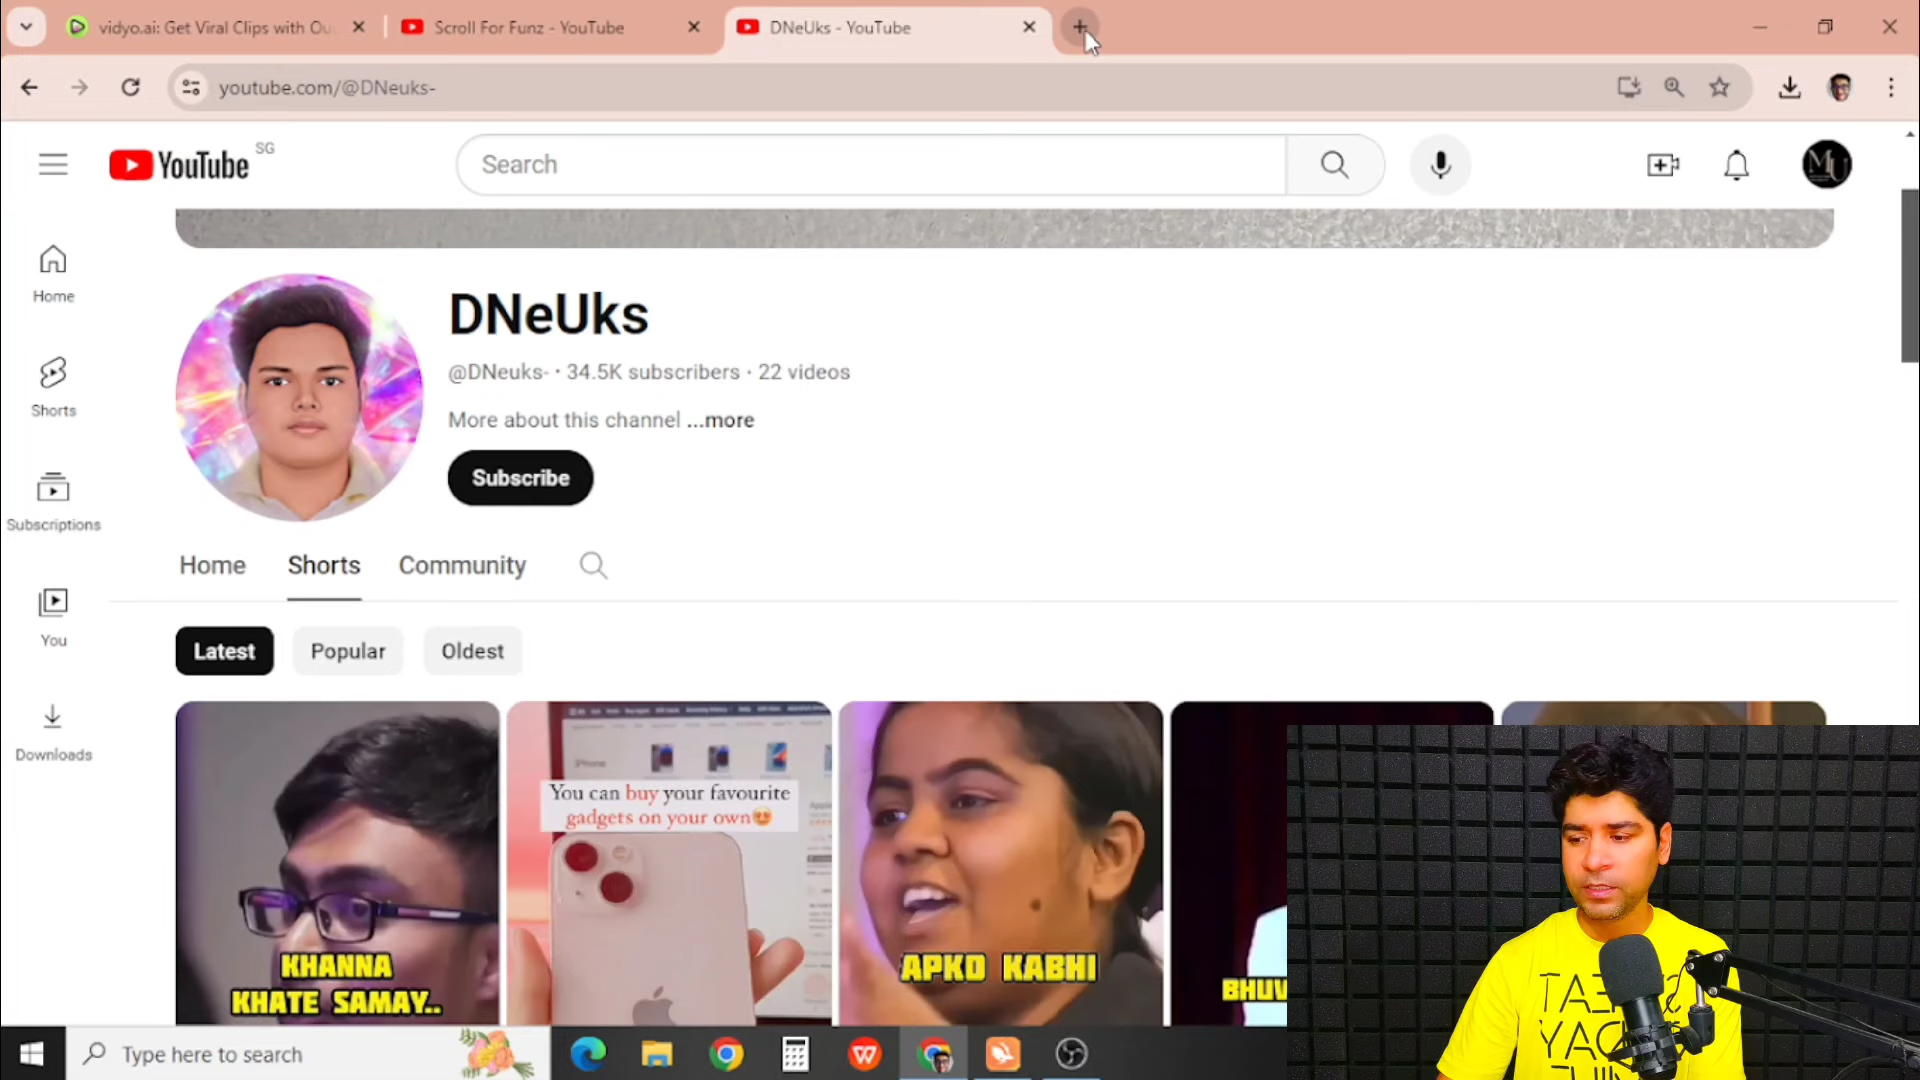 vidyo.ai: Get Viral Clips with Ou
Scroll For Funz - YouTube
DNeUks - YouTube
youtube.com/@DNeuks-
YouTube SG
Search
MU
Home
Shorts
Subscriptions
You
Downloads
DNeUks
@DNeuks- · 34.5K subscribers · 22 videos
More about this channel ...more
Subscribe
Home Shorts Community
Latest Popular Oldest
KHANNA
KHATE SAMAY..
iPhone
You can buy your favourite
gadgets on your own😍
APKO KABHI
BHUV
Type here to search